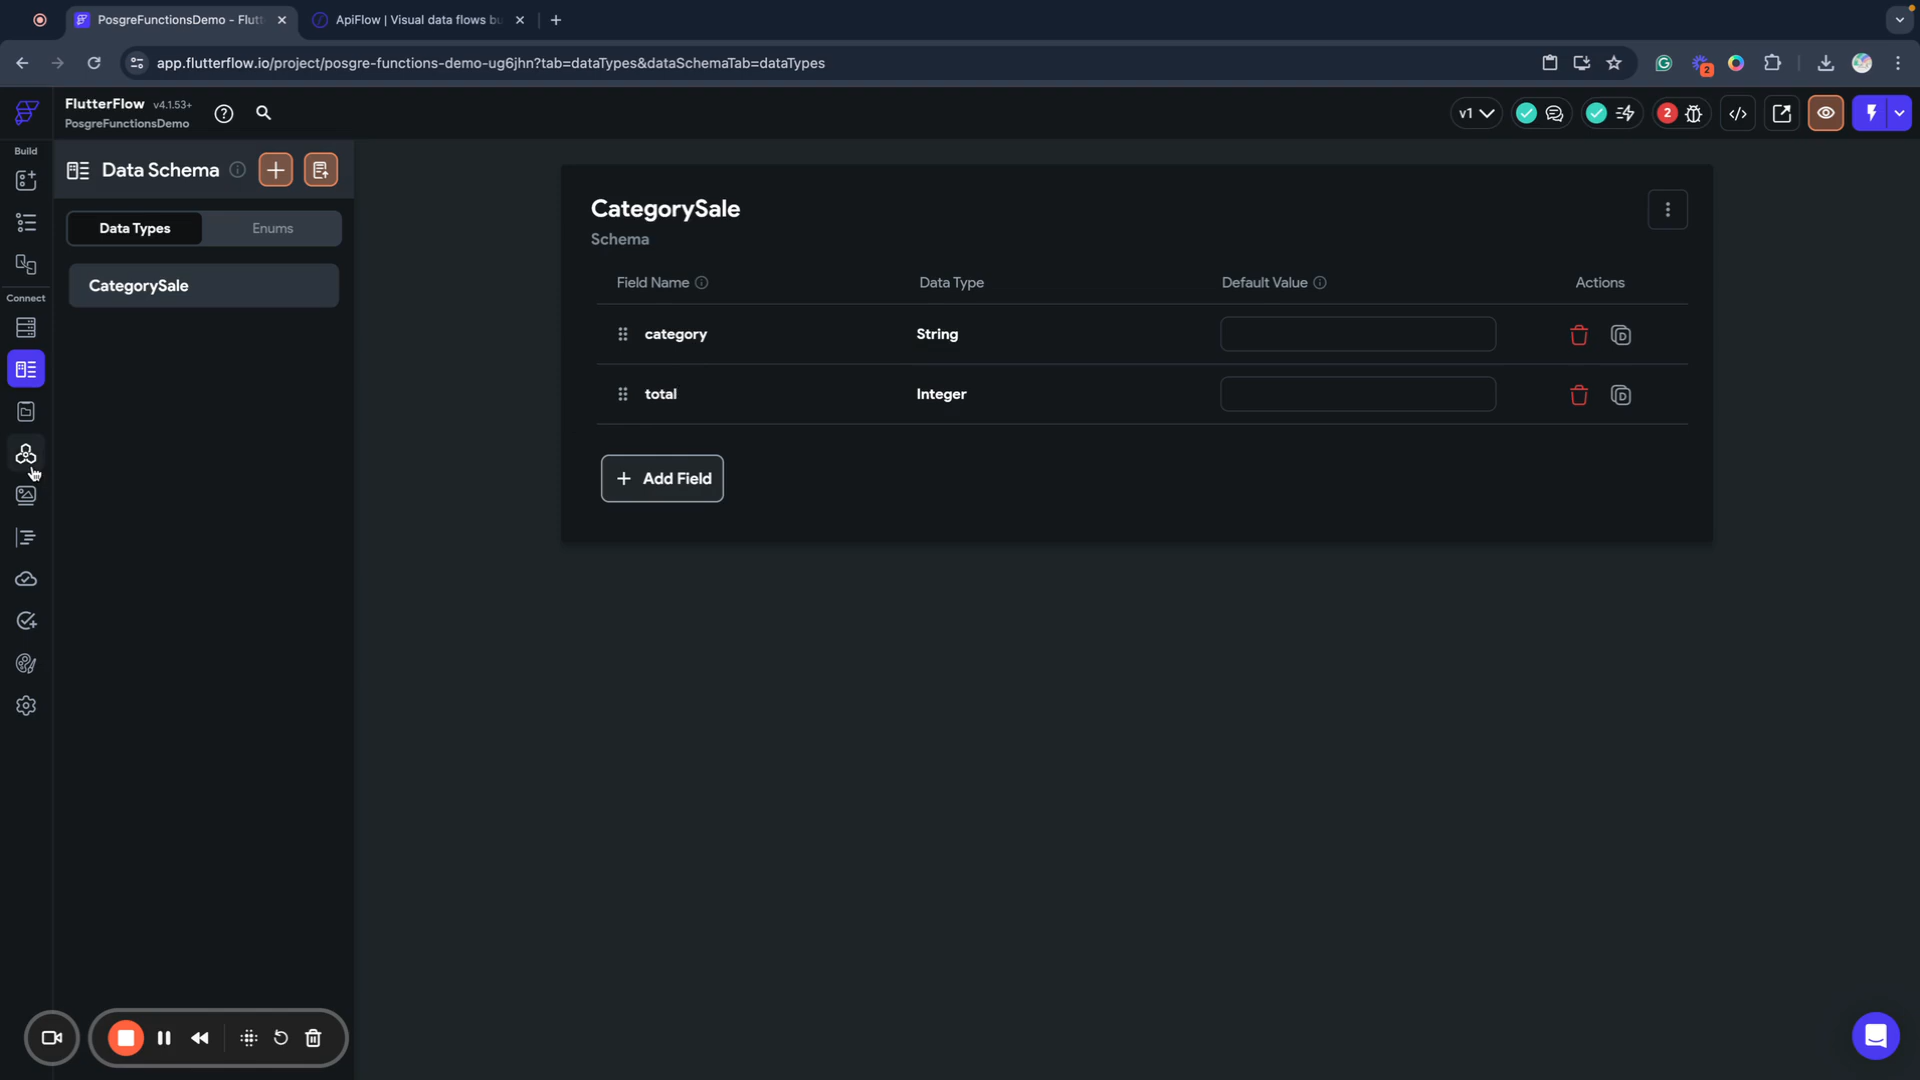 PosgreFunctionsDemo - Flutt
ApiFlow | Visual data flows bu
app.flutterflow.io/project/posgre-functions-demo-ug6jhn?tab=dataTypes&dataSchemaTab=dataTypes
2
FlutterFlow v4.1.53+
PosgreFunctionsDemo
v1
2
Build
Data Schema
Data Types
Enums
CategorySale
Connect
CategorySale
Schema
Field Name
Data Type
Default Value
Actions
category
String
total
Integer
+ Add Field